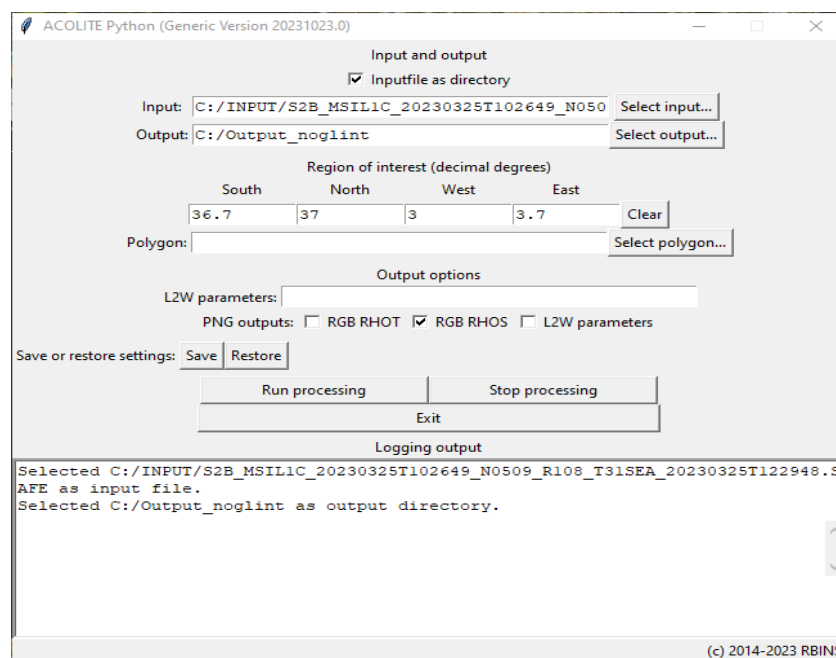 ACOLITE Python (Generic Version 20231023.0)
Input and output
Inputfile as directory
Input: C:/INPUT/S2B_MSIL1C_20230325T102649_N050 Select input...
Output: C:/Output_noglint Select output...
Region of interest (decimal degrees)
South North West East
36.7 37 3 3.7 Clear
Polygon: Select polygon...
Output options
L2W parameters:
PNG outputs: RGB RHOT RGB RHOS L2W parameters
Save or restore settings: Save Restore
Run processing Stop processing
Exit
Logging output
Selected C:/INPUT/S2B_MSIL1C_20230325T102649_N0509_R108_T31SEA_20230325T122948.S
AFE as input file.
Selected C:/Output_noglint as output directory.
(c) 2014-2023 RBINS